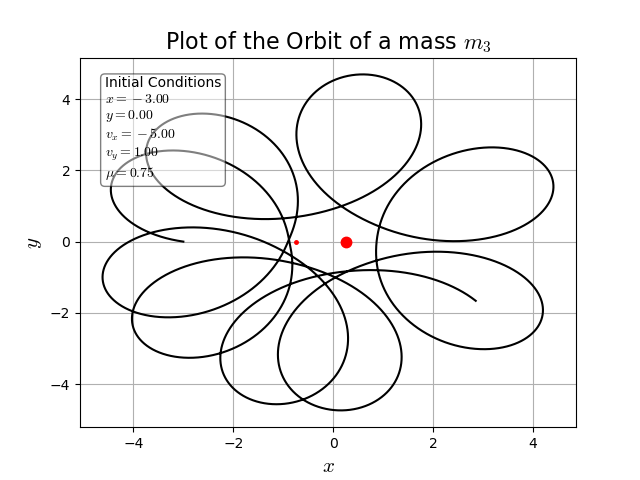 Plot of the Orbit of a mass m₃
Initial Conditions
x = −3.00
y = 0.00
vₓ = −5.00
v_y = 1.00
μ = 0.75
y
4
2
0
−2
−4
−4 −2 0 2 4
x